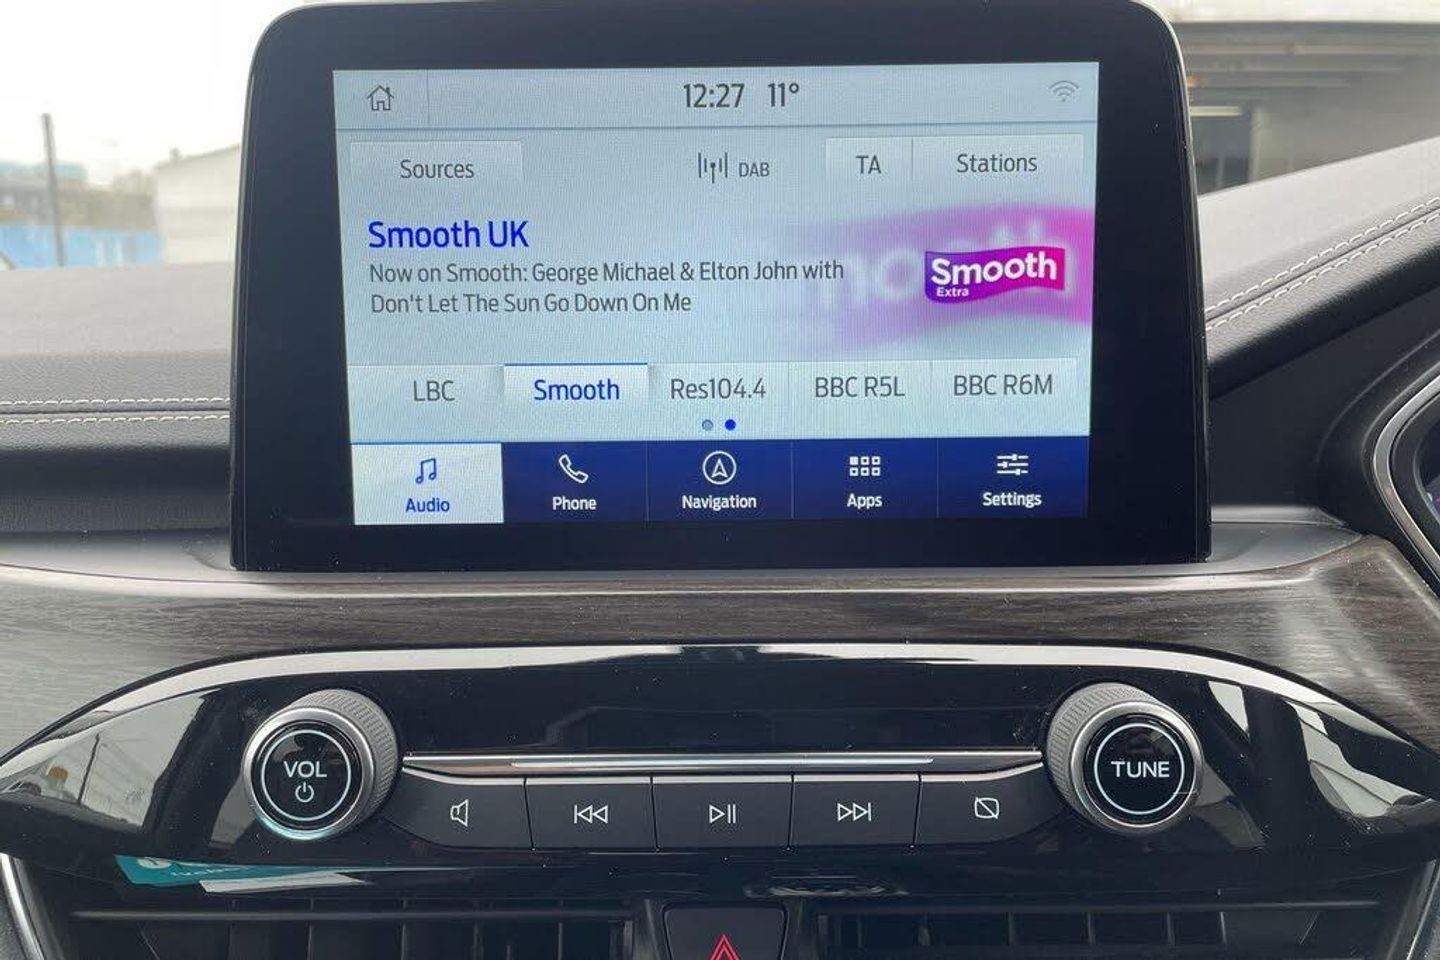 12:27 11°
Sources
DAB
TA
Stations
Smooth UK
Now on Smooth: George Michael & Elton John with
Don't Let The Sun Go Down On Me
Smooth
Extra
LBC
Smooth
Res104.4
BBC R5L
BBC R6M
Audio
Phone
Navigation
Apps
Settings
VOL
TUNE